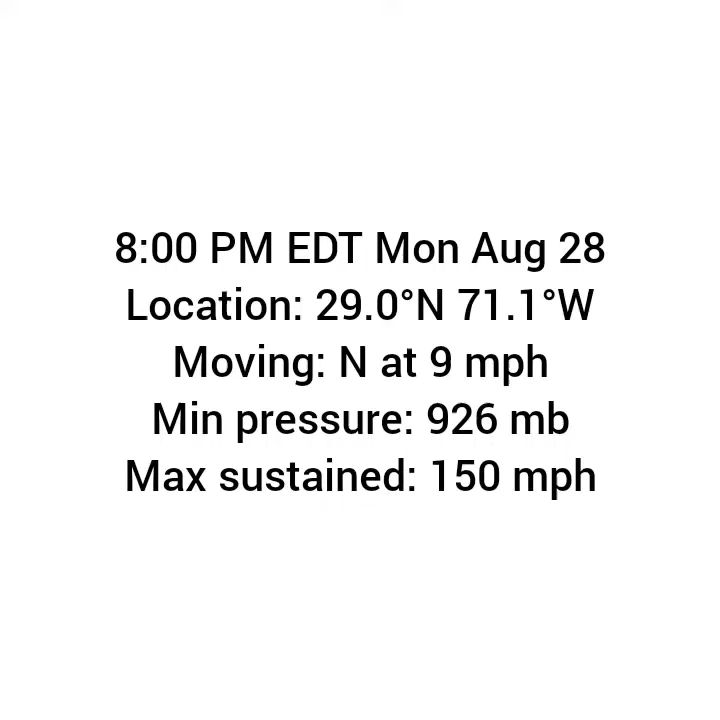 8:00 PM EDT Mon Aug 28
Location: 29.0°N 71.1°W
Moving: N at 9 mph
Min pressure: 926 mb
Max sustained: 150 mph